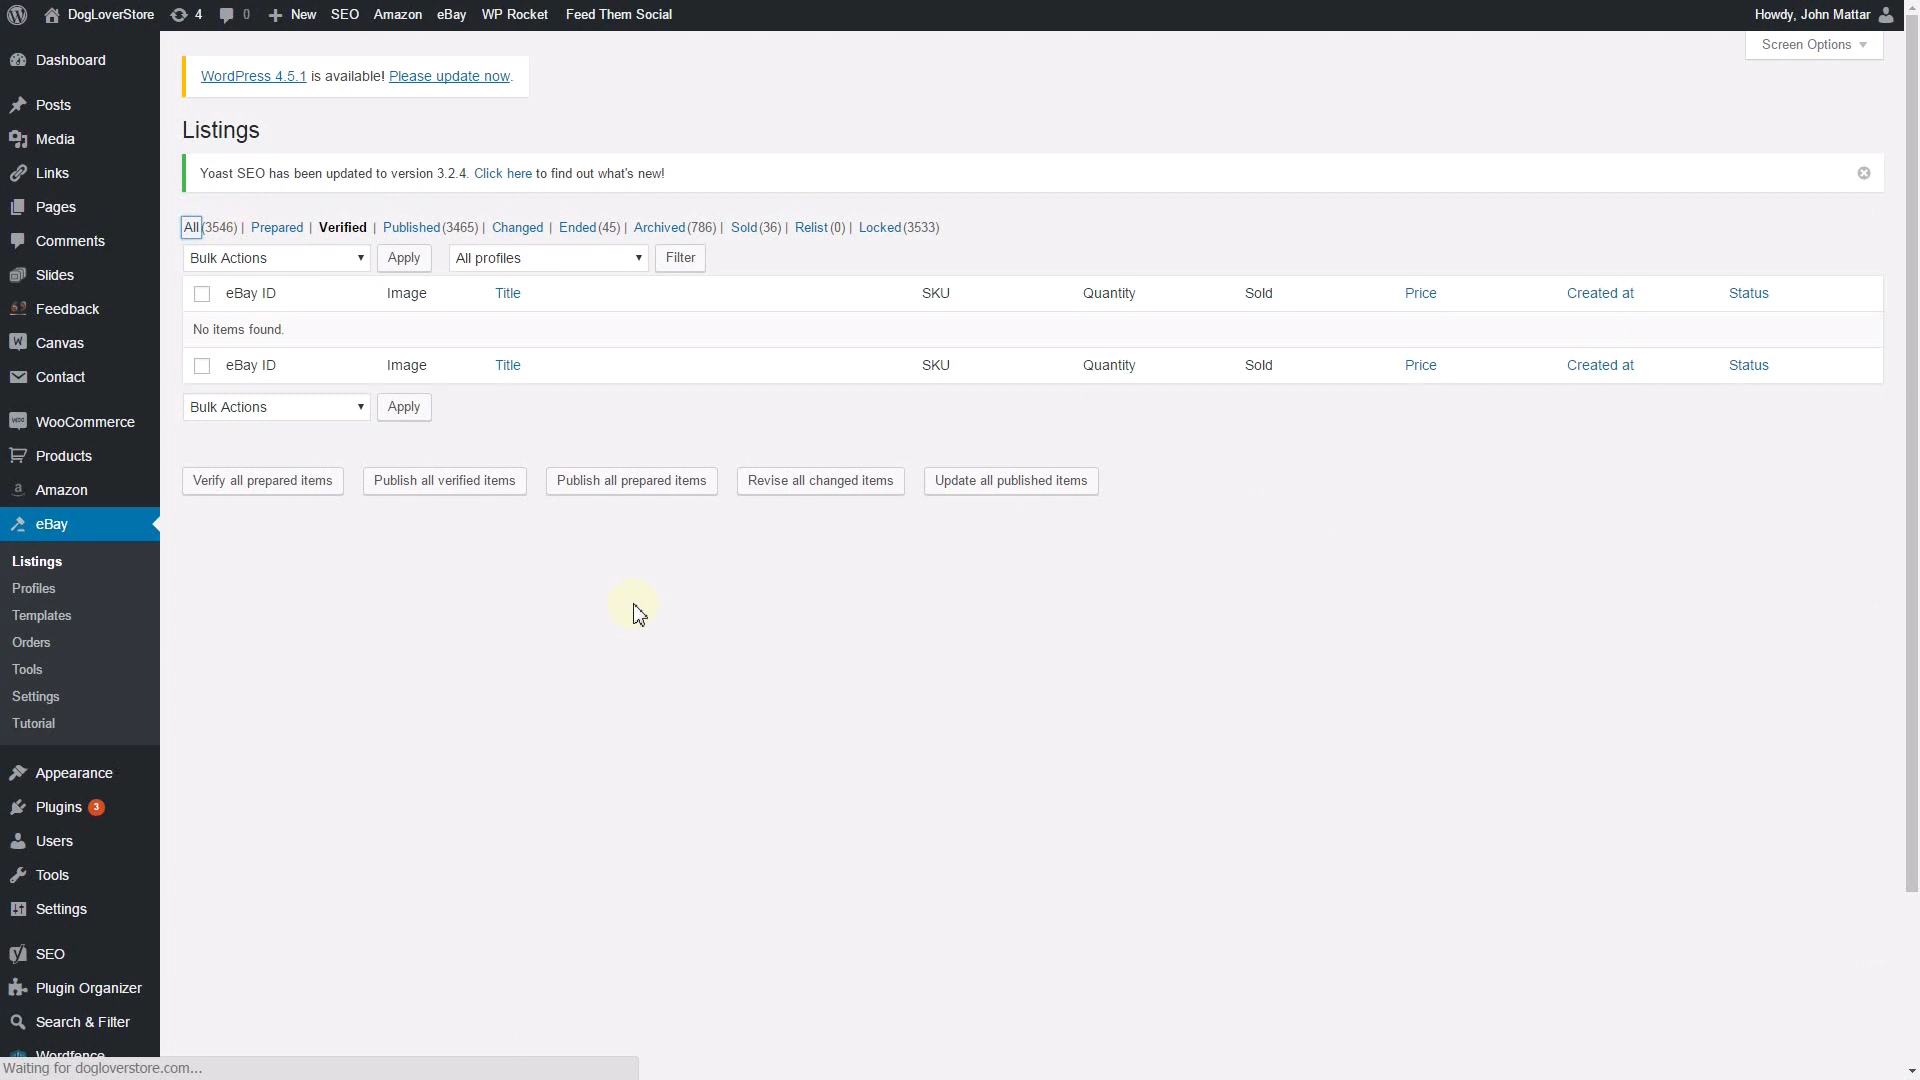 DogLoverStore 4 0 New SEO Amazon eBay WP Rocket Feed Them Social Howdy, John Mattar
Screen Options
WordPress 4.5.1 is available! Please update now.
Listings
Yoast SEO has been updated to version 3.2.4. Click here to find out what's new!
All (3546) | Prepared | Verified | Published (3465) | Changed | Ended (45) | Archived (786) | Sold (36) | Relist (0) | Locked (3533)
Bulk Actions Apply All profiles Filter
eBay ID Image Title SKU Quantity Sold Price Created at Status
No items found.
eBay ID Image Title SKU Quantity Sold Price Created at Status
Bulk Actions Apply
Verify all prepared items Publish all verified items Publish all prepared items Revise all changed items Update all published items
Dashboard
Posts
Media
Links
Pages
Comments
Slides
Feedback
Canvas
Contact
WooCommerce
Products
Amazon
eBay
Listings
Profiles
Templates
Orders
Tools
Settings
Tutorial
Appearance
Plugins 3
Users
Tools
Settings
SEO
Plugin Organizer
Search & Filter
Wordfence
Waiting for dogloverstore.com...